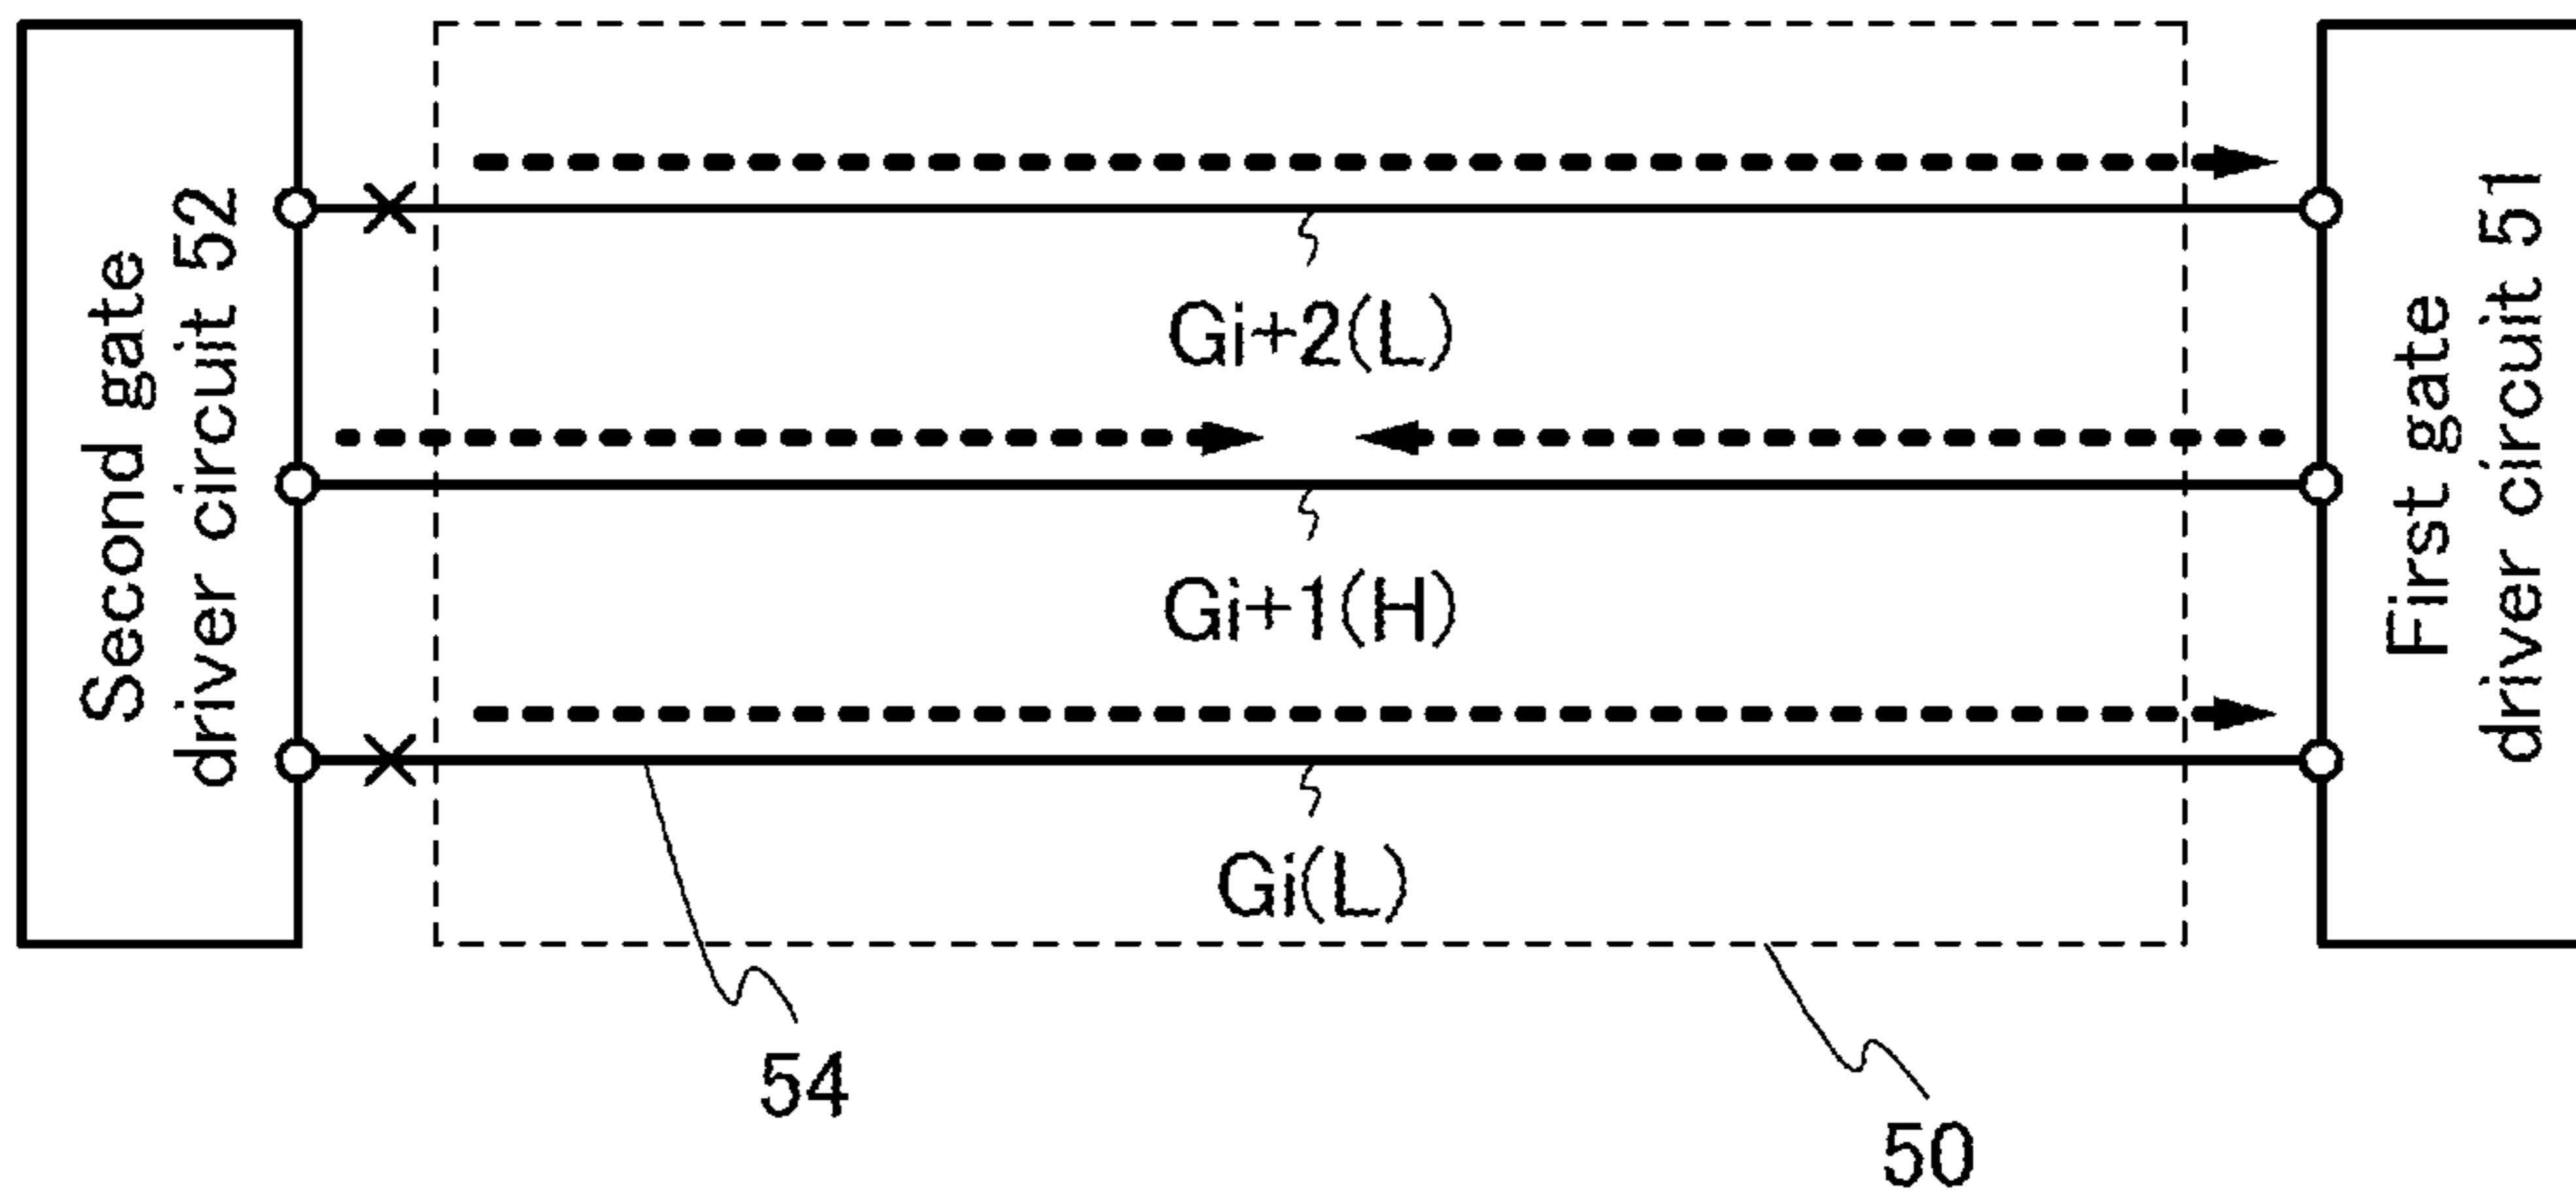 Second gate
driver circuit 52
Gi+2(L)
Gi+1(H)
Gi(L)
First gate
driver circuit 51
54
50